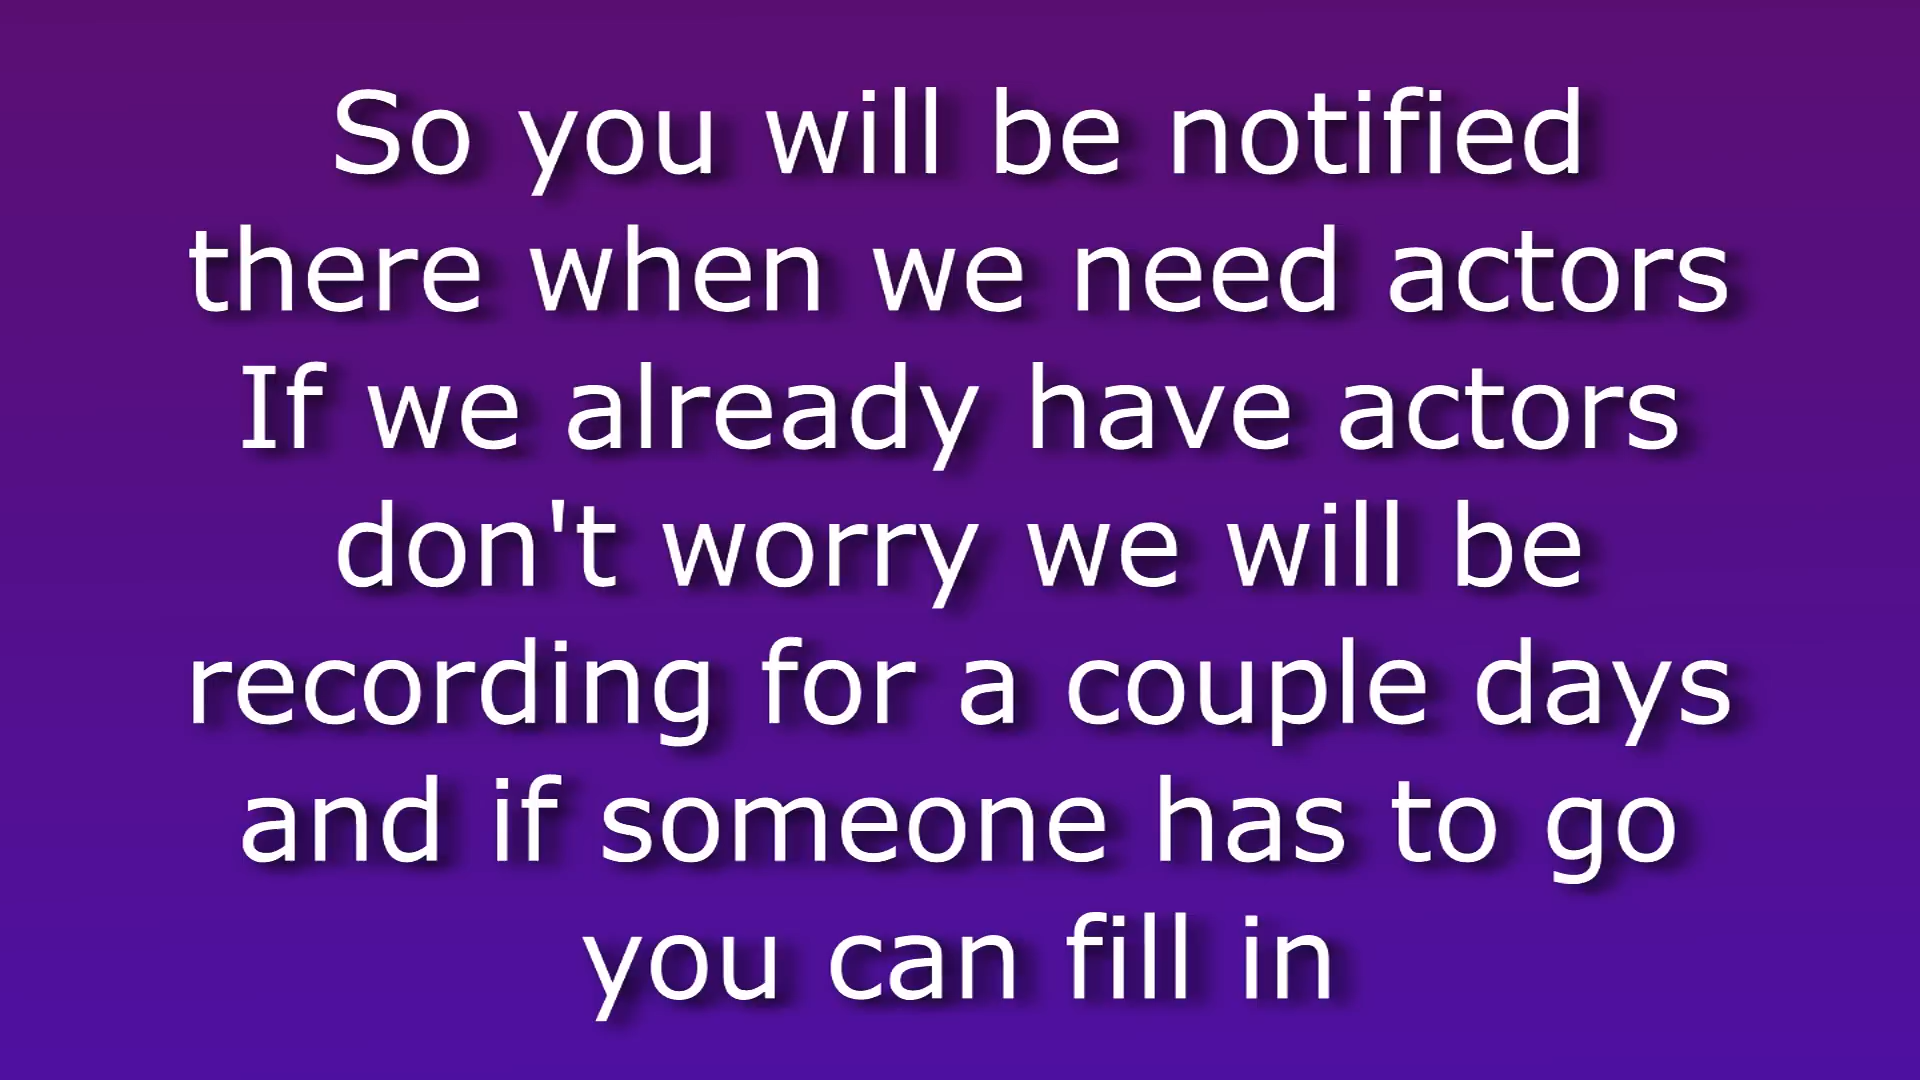 So you will be notified
there when we need actors
If we already have actors
don't worry we will be
recording for a couple days
and if someone has to go
you can fill in